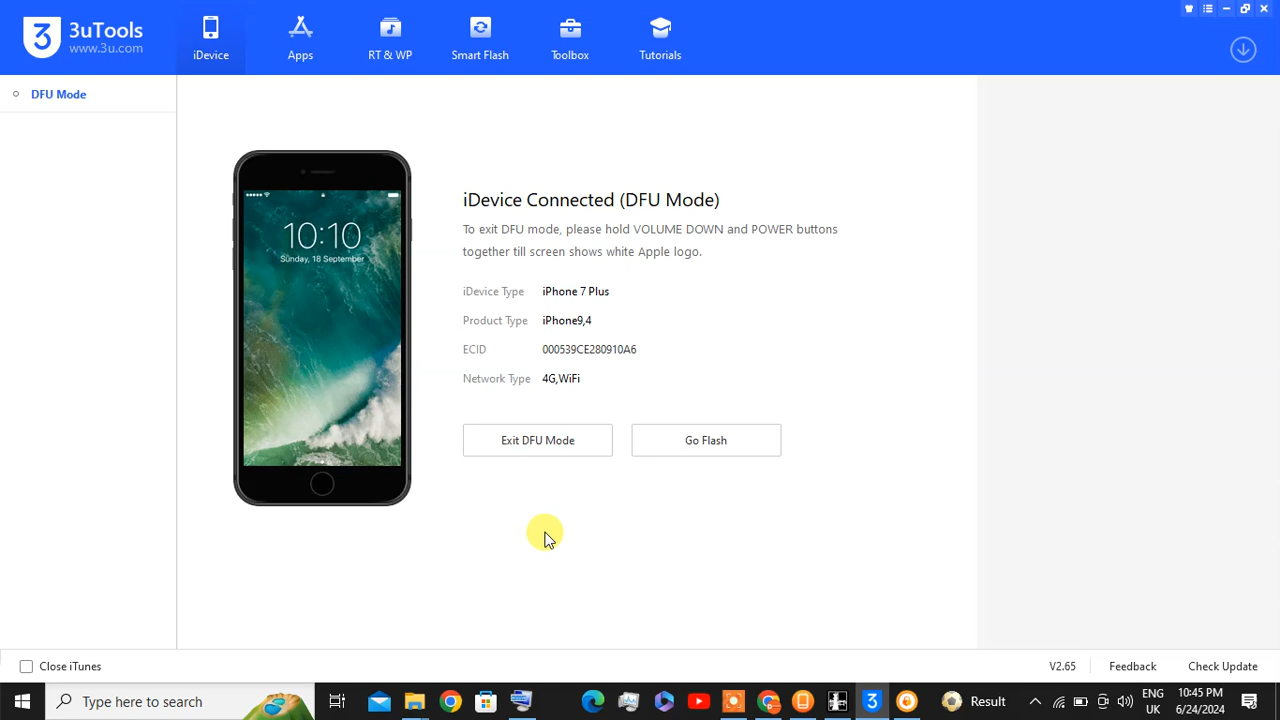 3uTools
www.3u.com
iDevice
Apps
RT & WP
Smart Flash
Toolbox
Tutorials
DFU Mode
10:10
Sunday, 18 September
iDevice Connected (DFU Mode)
To exit DFU mode, please hold VOLUME DOWN and POWER buttons
together till screen shows white Apple logo.
iDevice Type iPhone 7 Plus
Product Type iPhone9,4
ECID 000539CE280910A6
Network Type 4G,WiFi
Exit DFU Mode
Go Flash
Close iTunes
V2.65
Feedback
Check Update
Type here to search
Result
ENG
UK
10:45 PM
6/24/2024